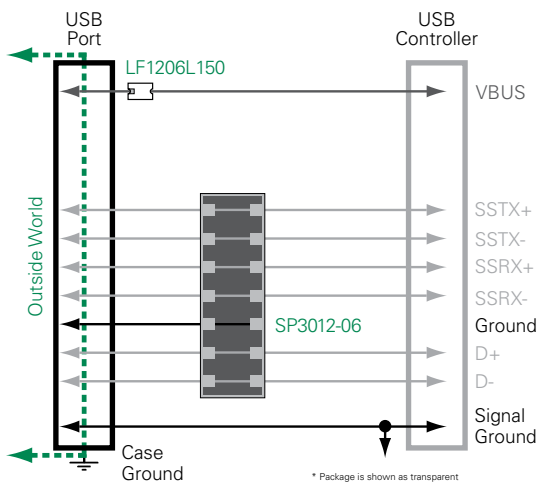 USB
Port
USB
Controller
LF1206L150
VBUS
Outside World
SSTX+
SSTX-
SSRX+
SSRX-
SP3012-06
Ground
D+
D-
Signal
Ground
Case
Ground
* Package is shown as transparent